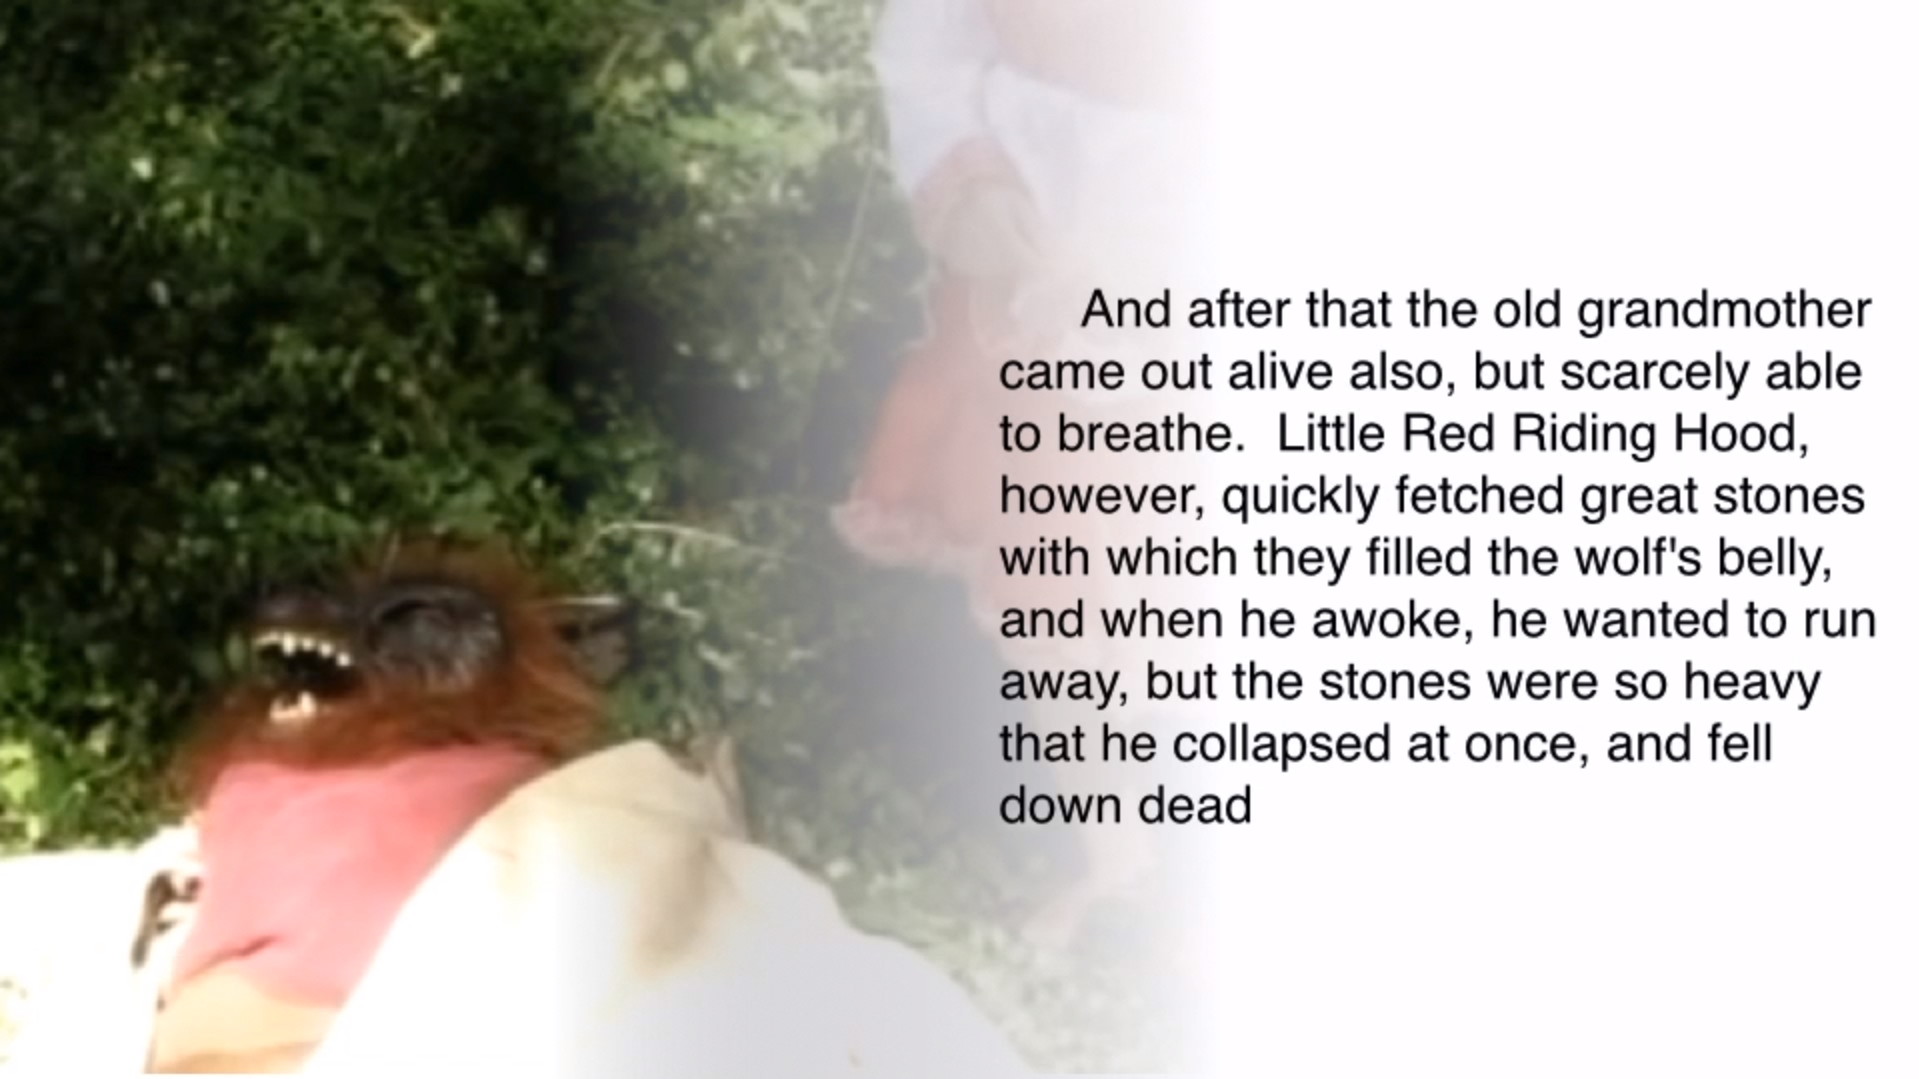 And after that the old grandmother
came out alive also, but scarcely able
to breathe.  Little Red Riding Hood,
however, quickly fetched great stones
with which they filled the wolf's belly,
and when he awoke, he wanted to run
away, but the stones were so heavy
that he collapsed at once, and fell
down dead